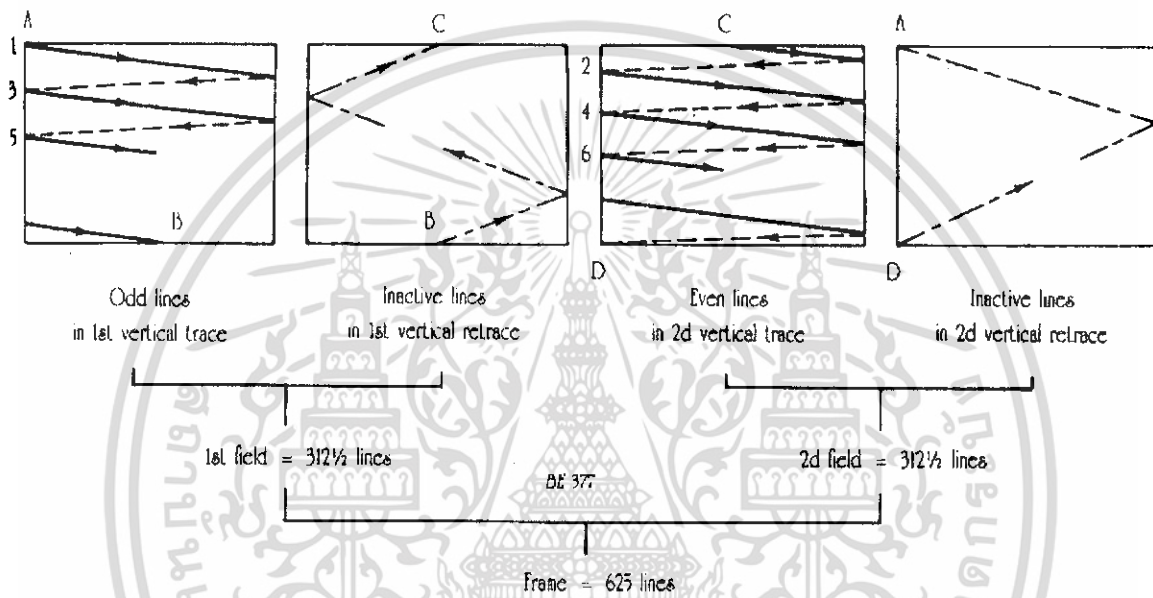 A
C
C
A
1
3
5
2
4
6
B
B
D
D
Odd lines
in 1st vertical trace
Inactive lines
in 1st vertical retrace
Even lines
in 2d vertical trace
Inactive lines
in 2d vertical retrace
1st field = 312½ lines
2d field = 312½ lines
Frame = 625 lines